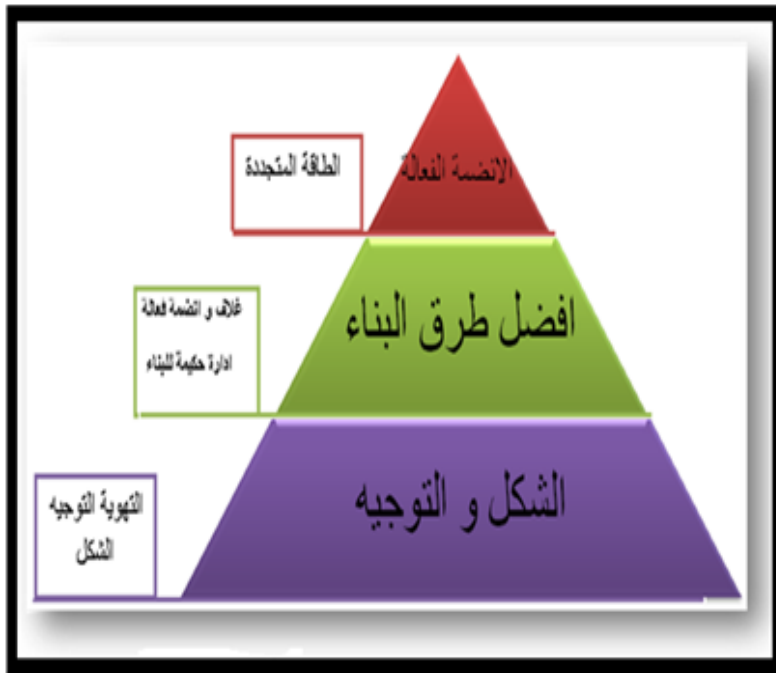 الانضمة الفعالة
الطاقة المتجددة
افضل طرق البناء
غلاف و انضمة فعالة
ادارة حكيمة للبناء
الشكل و التوجيه
التهوية التوجيه
الشكل